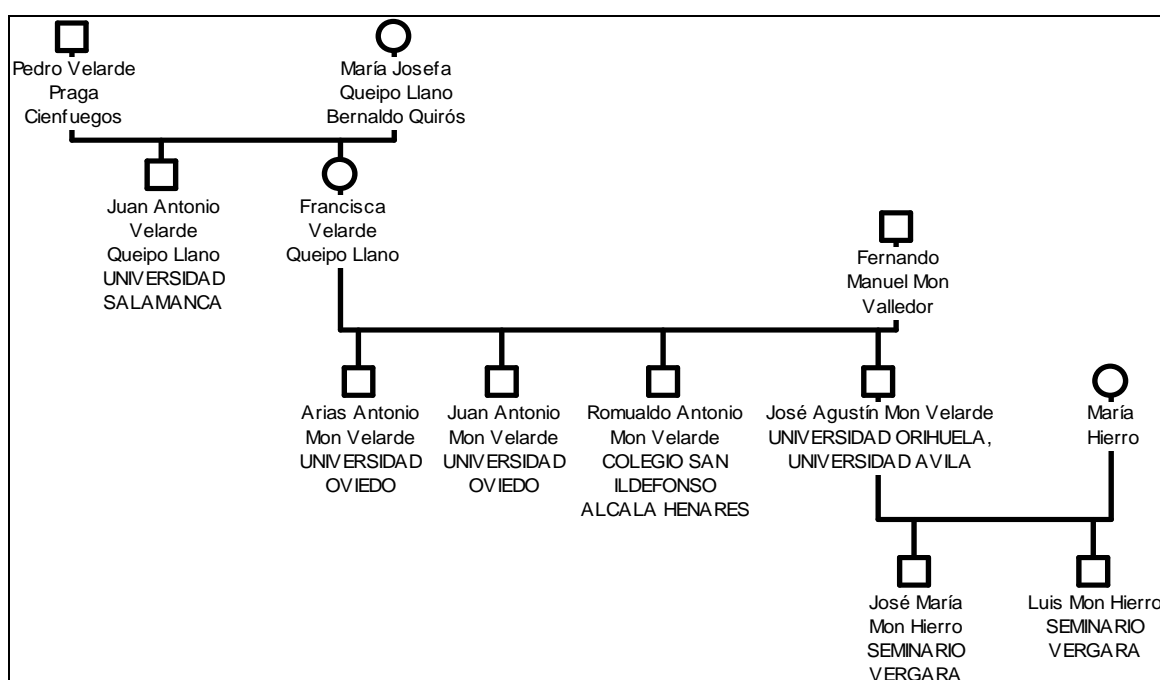 Pedro Velarde
Praga
Cienfuegos
María Josefa
Queipo Llano
Bernaldo Quirós
Juan Antonio
Velarde
Queipo Llano
UNIVERSIDAD
SALAMANCA
Francisca
Velarde
Queipo Llano
Fernando
Manuel Mon
Valledor
Arias Antonio
Mon Velarde
UNIVERSIDAD
OVIEDO
Juan Antonio
Mon Velarde
UNIVERSIDAD
OVIEDO
Romualdo Antonio
Mon Velarde
COLEGIO SAN
ILDEFONSO
ALCALA HENARES
José Agustín Mon Velarde
UNIVERSIDAD ORIHUELA,
UNIVERSIDAD AVILA
María
Hierro
José María
Mon Hierro
SEMINARIO
VERGARA
Luis Mon Hierro
SEMINARIO
VERGARA